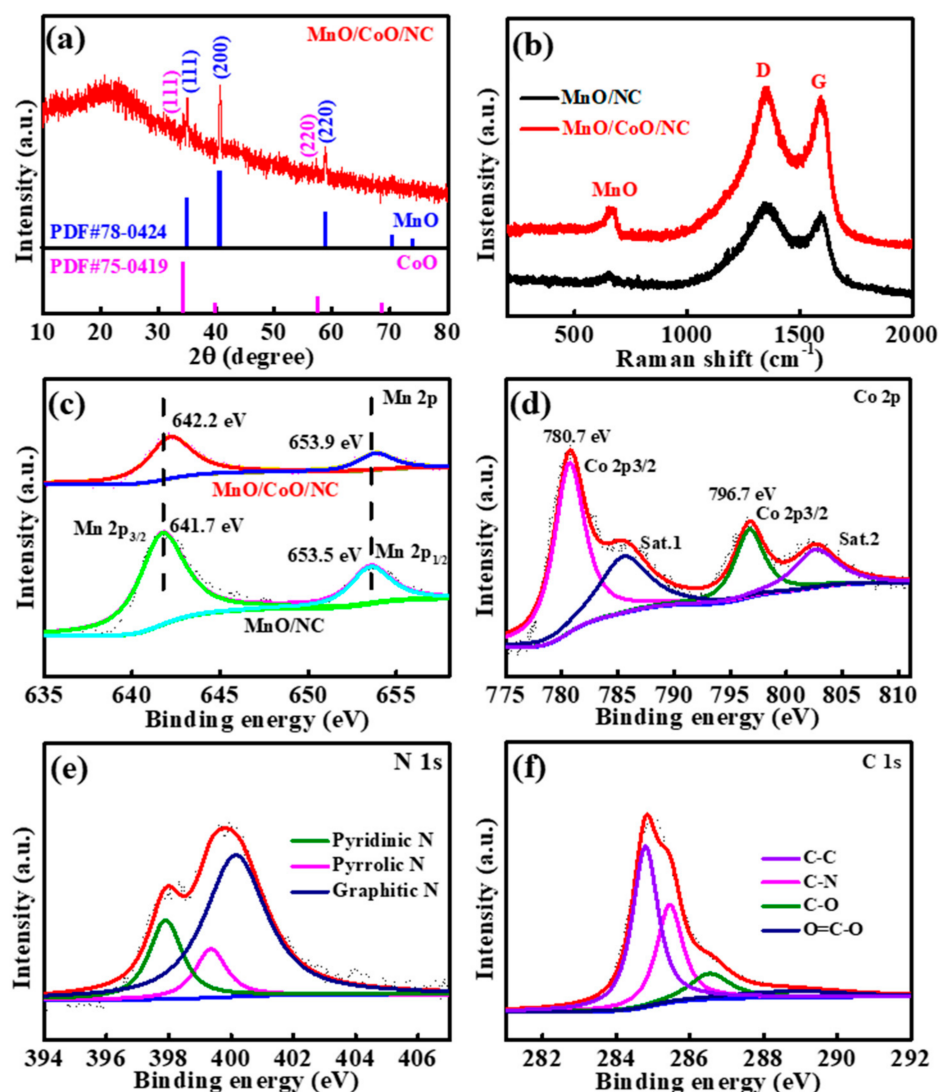 (a)
MnO/CoO/NC
(111)
(111)
(200)
(220)
(220)
PDF#78-0424
MnO
PDF#75-0419
CoO
10 20 30 40 50 60 70 80
2θ (degree)
Intensity (a.u.)
(b)
D
G
MnO/NC
MnO/CoO/NC
MnO
500 1000 1500 2000
Raman shift (cm⁻¹)
Instensity (a.u.)
(c)
Mn 2p
642.2 eV
653.9 eV
MnO/CoO/NC
Mn 2p3/2
641.7 eV
653.5 eV
Mn 2p1/2
MnO/NC
635 640 645 650 655
Binding energy (eV)
Intensity (a.u.)
(d)
Co 2p
780.7 eV
Co 2p3/2
796.7 eV
Co 2p3/2
Sat.1
Sat.2
775 780 785 790 795 800 805 810
Binding energy (eV)
Intensity (a.u.)
(e)
N 1s
Pyridinic N
Pyrrolic N
Graphitic N
394 396 398 400 402 404 406
Binding energy (eV)
Intensity (a.u.)
(f)
C 1s
C-C
C-N
C-O
O=C-O
282 284 286 288 290 292
Binding energy (eV)
Intensity (a.u.)